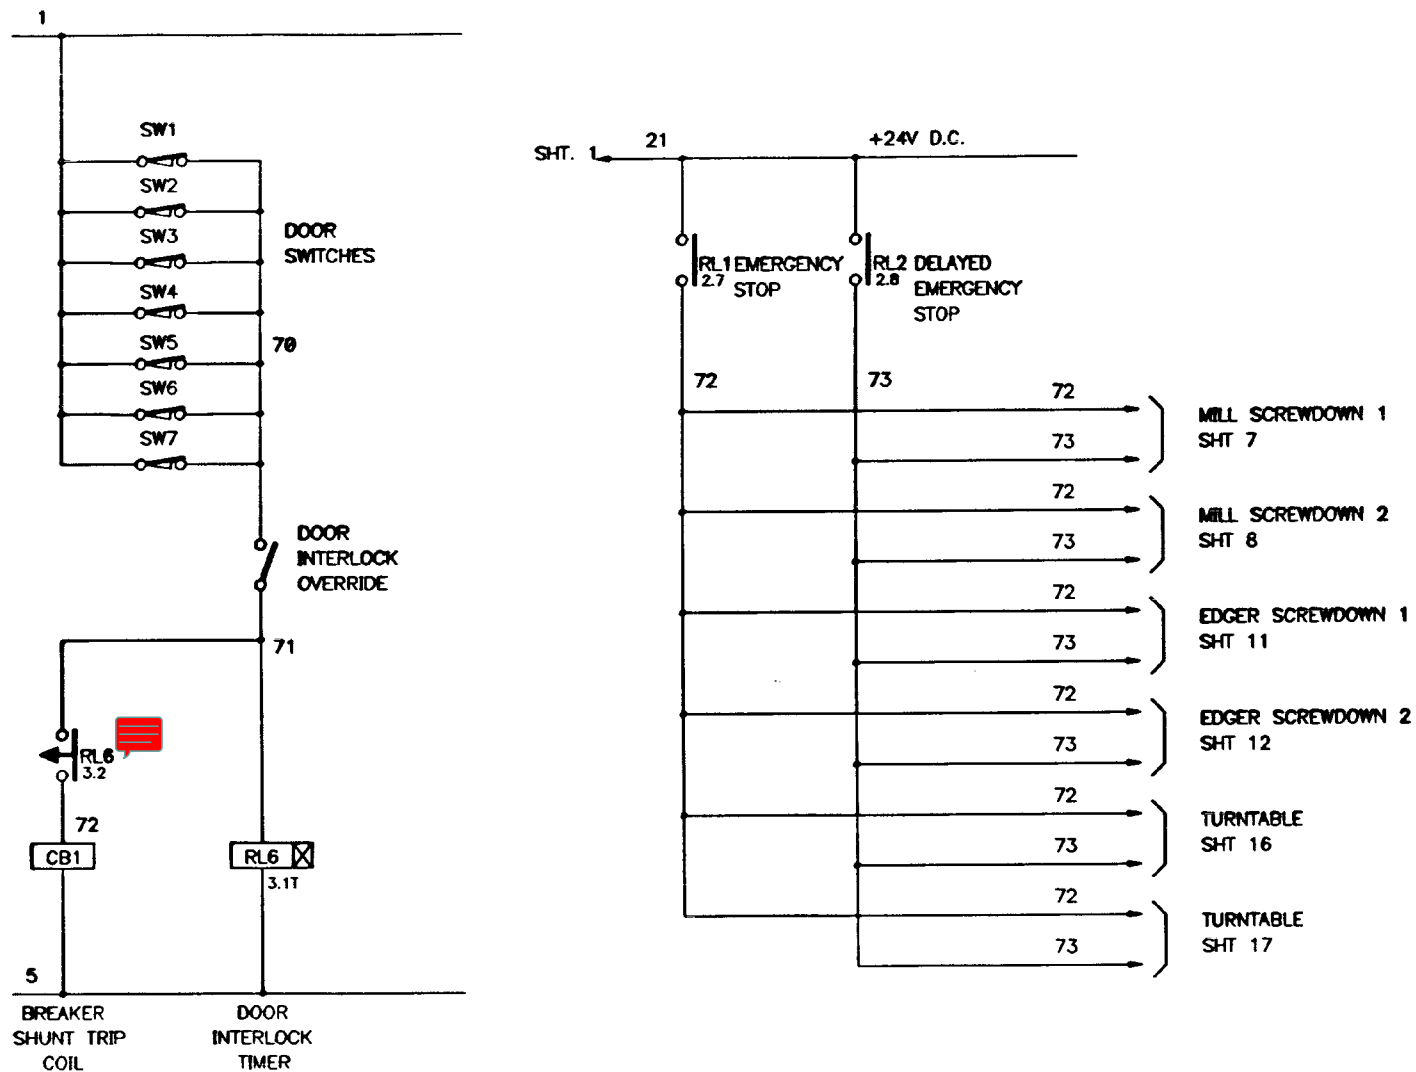 1
SW1
SW2
SW3
SW4
SW5
SW6
SW7
DOOR
SWITCHES
70
DOOR
INTERLOCK
OVERRIDE
71
RL6
3.2
72
CB1
RL6
3.1T
5
BREAKER
SHUNT TRIP
COIL
DOOR
INTERLOCK
TIMER
SHT. 1
21
+24V D.C.
RL1 EMERGENCY
2.7 STOP
RL2 DELAYED
2.8 EMERGENCY
STOP
72
73
72
73
MILL SCREWDOWN 1
SHT 7
72
73
MILL SCREWDOWN 2
SHT 8
72
73
EDGER SCREWDOWN 1
SHT 11
72
73
EDGER SCREWDOWN 2
SHT 12
72
73
TURNTABLE
SHT 16
72
73
TURNTABLE
SHT 17